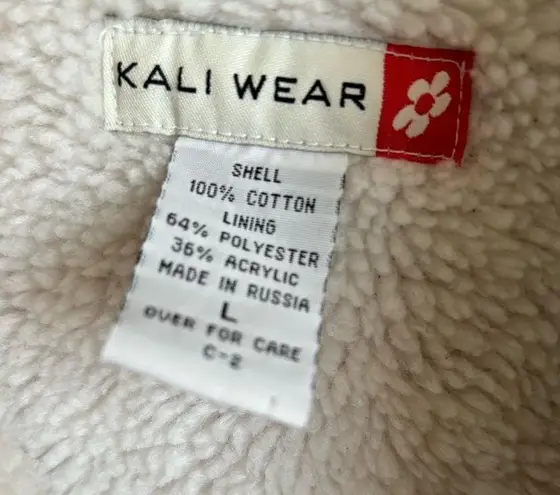 KALI WEAR
SHELL
100% COTTON
LINING
64% POLYESTER
36% ACRYLIC
MADE IN RUSSIA
L
OVER FOR CARE
C-2